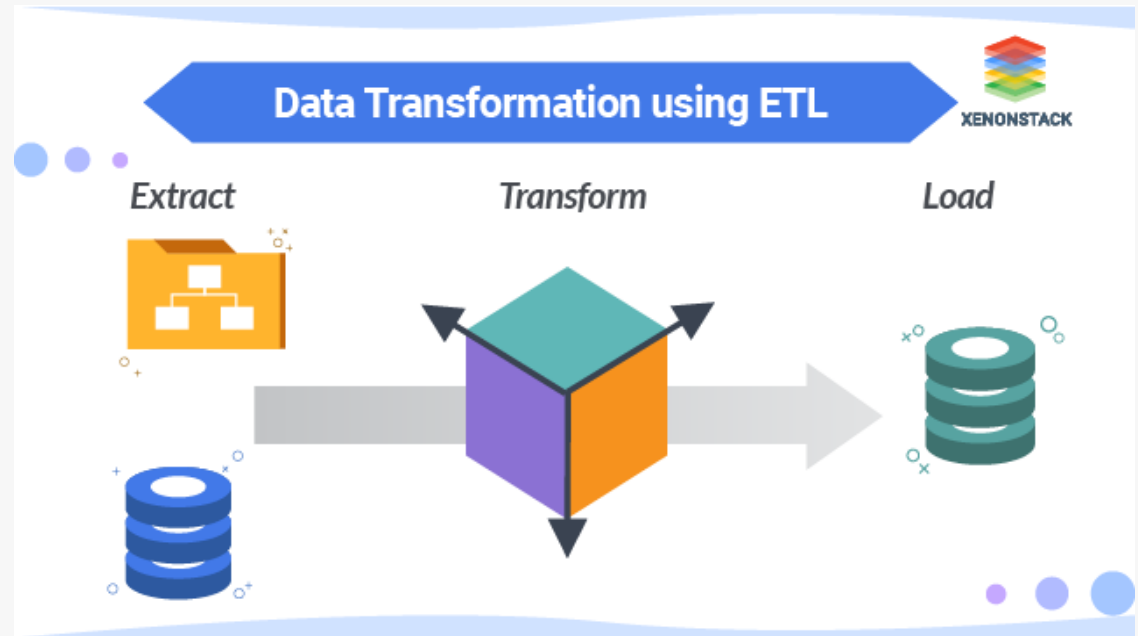 Data Transformation using ETL
XENONSTACK
Extract
Transform
Load